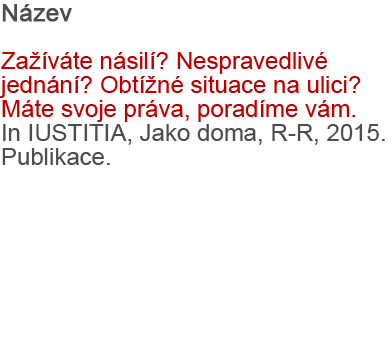 Název
Zažíváte násilí? Nespravedlivé
jednání? Obtížné situace na ulici?
Máte svoje práva, poradíme vám.
In IUSTITIA, Jako doma, R-R, 2015.
Publikace.